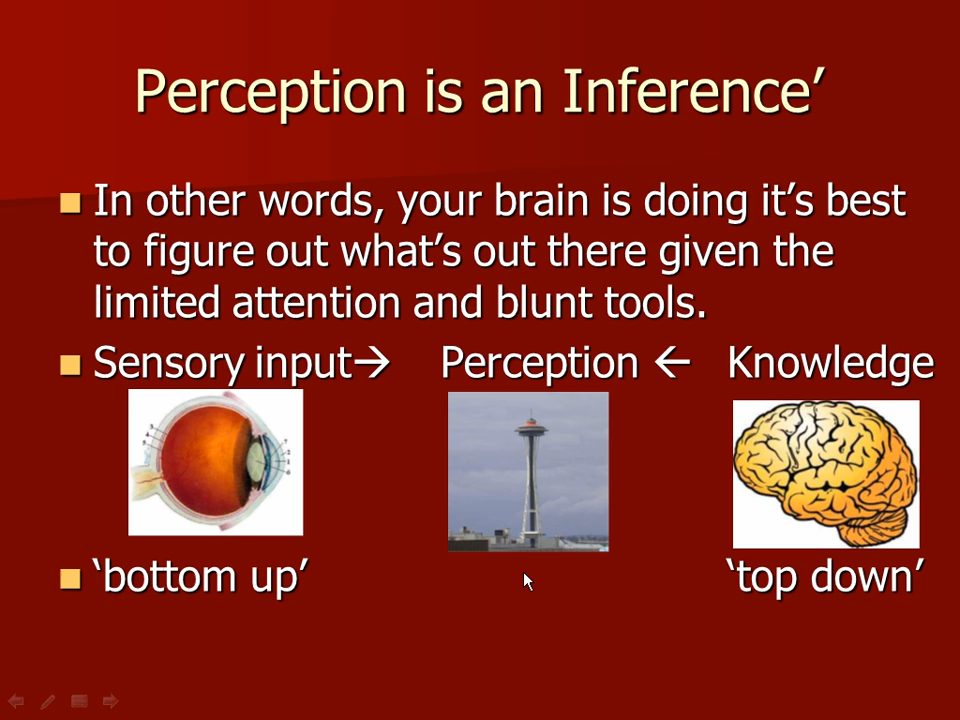 Perception is an Inference’
In other words, your brain is doing it’s best
to figure out what’s out there given the
limited attention and blunt tools.
Sensory input→ Perception ← Knowledge
‘bottom up’ ‘top down’